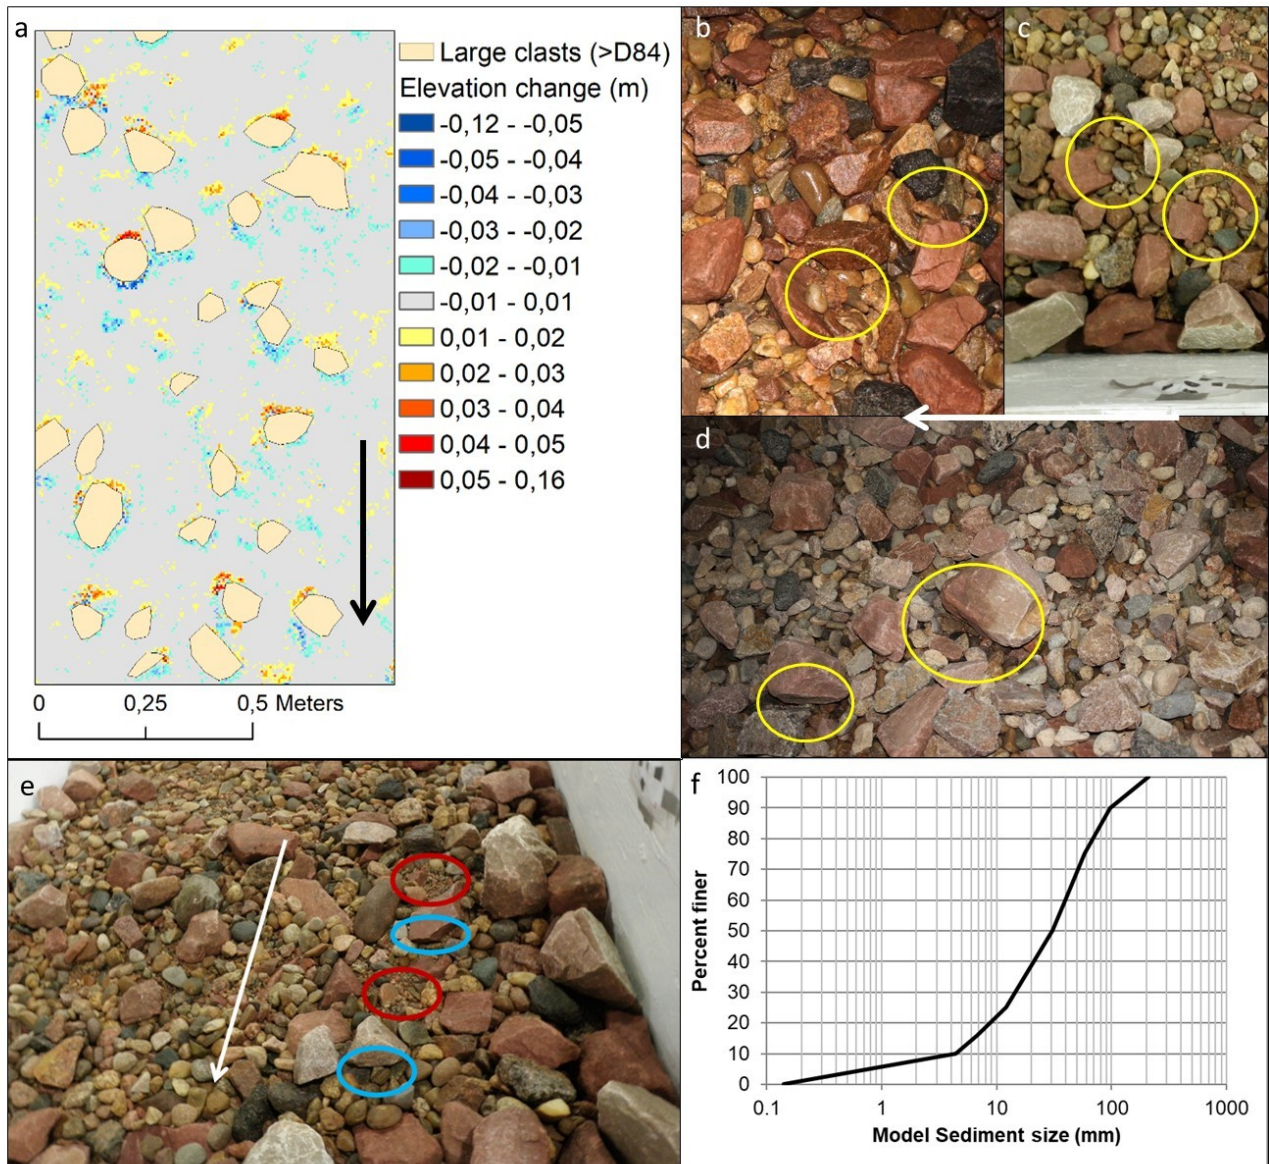 a
Large clasts (>D84)
Elevation change (m)
-0,12 - -0,05
-0,05 - -0,04
-0,04 - -0,03
-0,03 - -0,02
-0,02 - -0,01
-0,01 - 0,01
0,01 - 0,02
0,02 - 0,03
0,03 - 0,04
0,04 - 0,05
0,05 - 0,16
0 0,25 0,5 Meters
b
c
d
e
f
100
90
80
70
60
50
40
30
20
10
0
Percent finer
0.1 1 10 100 1000
Model Sediment size (mm)